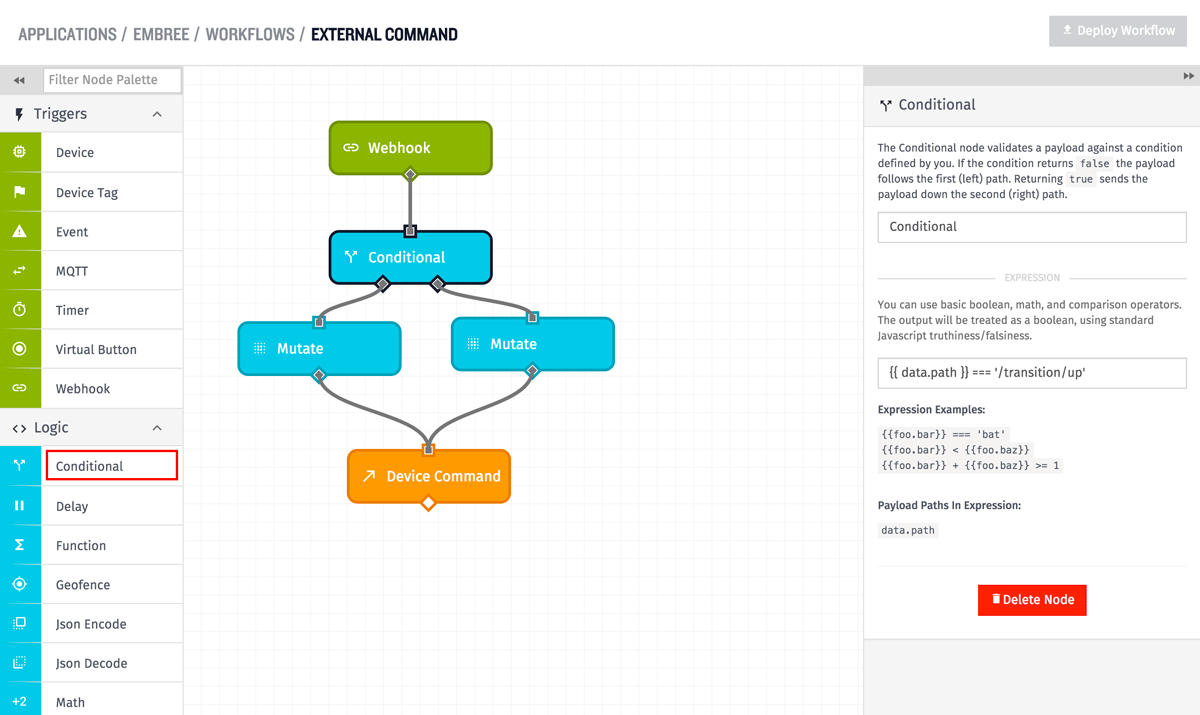 APPLICATIONS / EMBREE / WORKFLOWS / EXTERNAL COMMAND
Deploy Workflow
Filter Node Palette
Triggers
Device
Device Tag
Event
MQTT
Timer
Virtual Button
Webhook
Logic
Conditional
Delay
Function
Geofence
Json Encode
Json Decode
+2 Math
Webhook
Conditional
Mutate
Mutate
Device Command
Conditional
The Conditional node validates a payload against a condition
defined by you. If the condition returns false the payload
follows the first (left) path. Returning true sends the
payload down the second (right) path.
Conditional
EXPRESSION
You can use basic boolean, math, and comparison operators.
The output will be treated as a boolean, using standard
Javascript truthiness/falsiness.
{{ data.path }} === '/transition/up'
Expression Examples:
{{foo.bar}} === 'bat'
{{foo.bar}} < {{foo.baz}}
{{foo.bar}} + {{foo.baz}} >= 1
Payload Paths In Expression:
data.path
Delete Node